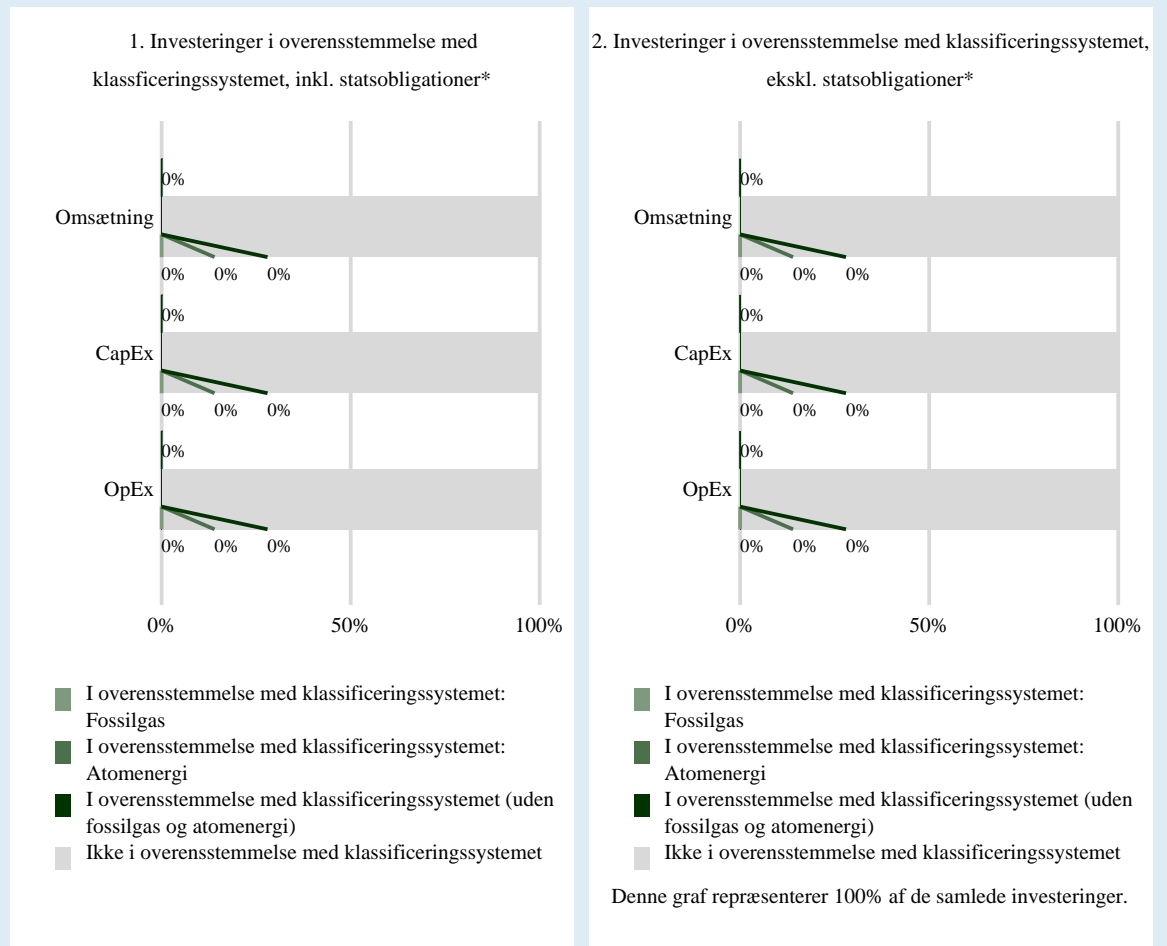 1. Investeringer i overensstemmelse med
klassficeringssystemet, inkl. statsobligationer*
0%
Omsætning
0% 0% 0%
0%
CapEx
0% 0% 0%
0%
OpEx
0% 0% 0%
0% 50% 100%
I overensstemmelse med klassificeringssystemet:
Fossilgas
I overensstemmelse med klassificeringssystemet:
Atomenergi
I overensstemmelse med klassificeringssystemet (uden
fossilgas og atomenergi)
Ikke i overensstemmelse med klassificeringssystemet
2. Investeringer i overensstemmelse med klassificeringssystemet,
ekskl. statsobligationer*
0%
Omsætning
0% 0% 0%
0%
CapEx
0% 0% 0%
0%
OpEx
0% 0% 0%
0% 50% 100%
I overensstemmelse med klassificeringssystemet:
Fossilgas
I overensstemmelse med klassificeringssystemet:
Atomenergi
I overensstemmelse med klassificeringssystemet (uden
fossilgas og atomenergi)
Ikke i overensstemmelse med klassificeringssystemet
Denne graf repræsenterer 100% af de samlede investeringer.